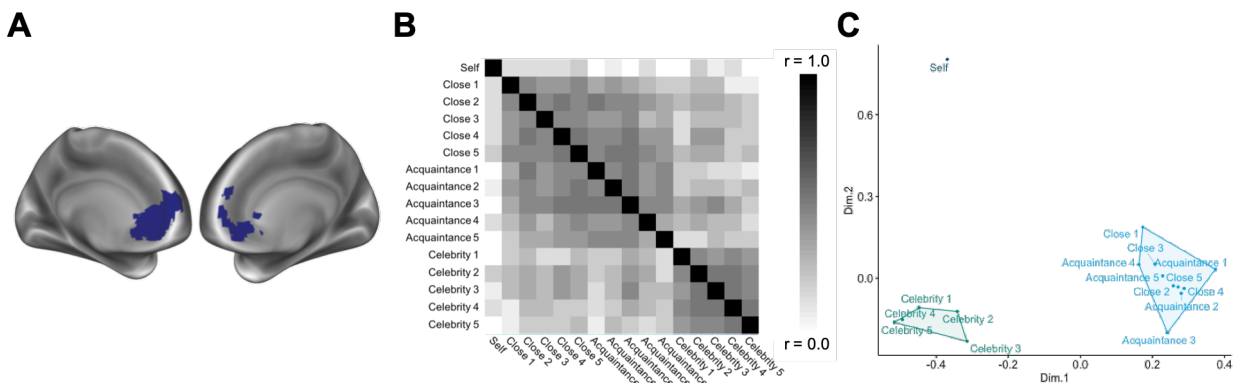 A
B
C
r = 1.0
r = 0.0
Self
Close 1
Close 2
Close 3
Close 4
Close 5
Acquaintance 1
Acquaintance 2
Acquaintance 3
Acquaintance 4
Acquaintance 5
Celebrity 1
Celebrity 2
Celebrity 3
Celebrity 4
Celebrity 5
Self
Close 1
Close 2
Close 3
Close 4
Close 5
Acquaintance
Acquaintance
Acquaintance
Acquaintance
Acquaintance
Celebrity 1
Celebrity 2
Celebrity 3
Celebrity 4
Celebrity 5
Dim.2
0.6
0.3
0.0
Self
Close 1
Close 3
Acquaintance 4
Acquaintance 1
Acquaintance 5
Close 5
Close 2
Close 4
Acquaintance 2
Acquaintance 3
Celebrity 1
Celebrity 4
Celebrity 2
Celebrity 5
Celebrity 3
-0.4
-0.2
0.0
0.2
0.4
Dim.1